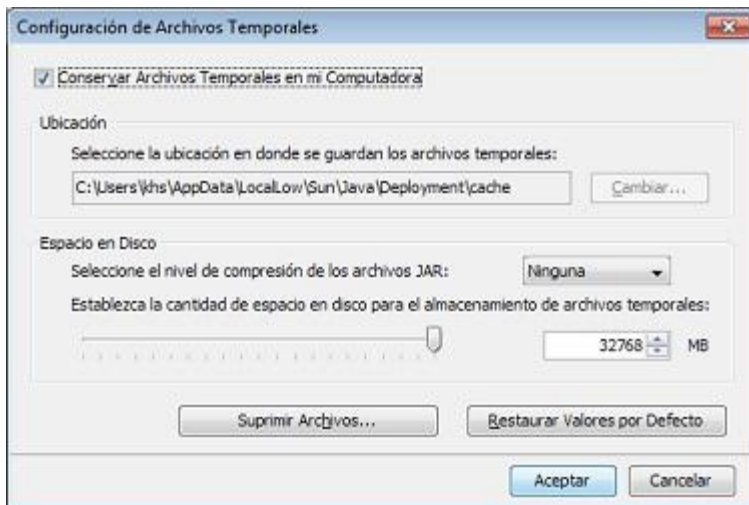 Configuración de Archivos Temporales
Conservar Archivos Temporales en mi Computadora
Ubicación
Seleccione la ubicación en donde se guardan los archivos temporales:
C:\Users\khs\AppData\LocalLow\Sun\Java\Deployment\cache
Cambiar...
Espacio en Disco
Seleccione el nivel de compresión de los archivos JAR: Ninguna
Establezca la cantidad de espacio en disco para el almacenamiento de archivos temporales:
32768 MB
Suprimir Archivos... Restaurar Valores por Defecto
Aceptar Cancelar